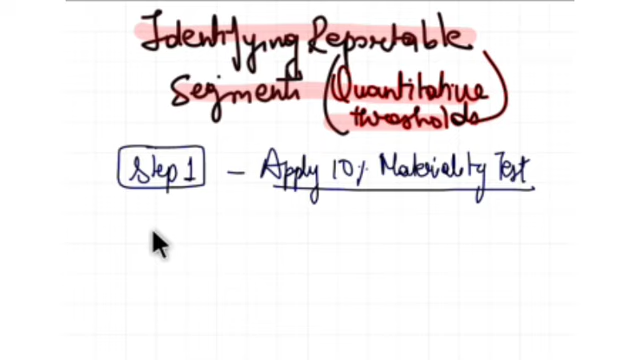 Identifying Reportable
Segments (Quantitative
thresholds)
Step 1 - Apply 10% Materiality Test